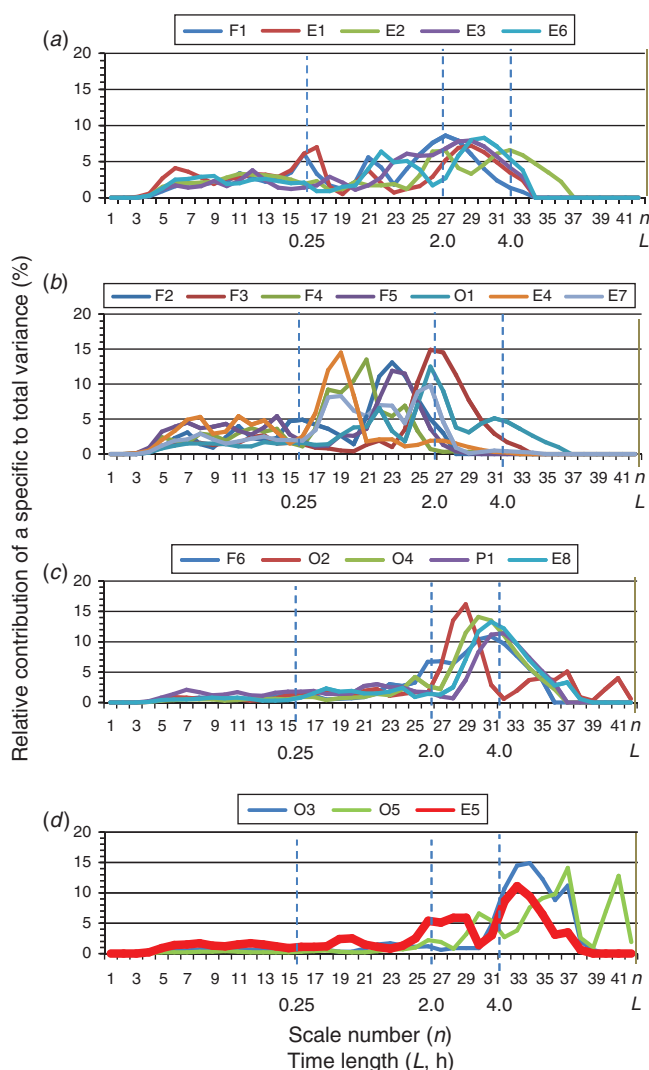 (a)
F1 E1 E2 E3 E6
20
15
10
5
0
1 3 5 7 9 11 13 15 17 19 21 23 25 27 29 31 33 35 37 39 41 n
0.25 2.0 4.0 L
(b)
F2 F3 F4 F5 O1 E4 E7
20
15
10
5
0
1 3 5 7 9 11 13 15 17 19 21 23 25 27 29 31 33 35 37 39 41 n
0.25 2.0 4.0 L
Relative contribution of a specific to total variance (%)
(c)
F6 O2 O4 P1 E8
20
15
10
5
0
1 3 5 7 9 11 13 15 17 19 21 23 25 27 29 31 33 35 37 39 41 n
0.25 2.0 4.0 L
(d)
O3 O5 E5
20
15
10
5
0
1 3 5 7 9 11 13 15 17 19 21 23 25 27 29 31 33 35 37 39 41 n
0.25 2.0 4.0 L
Scale number (n)
Time length (L, h)